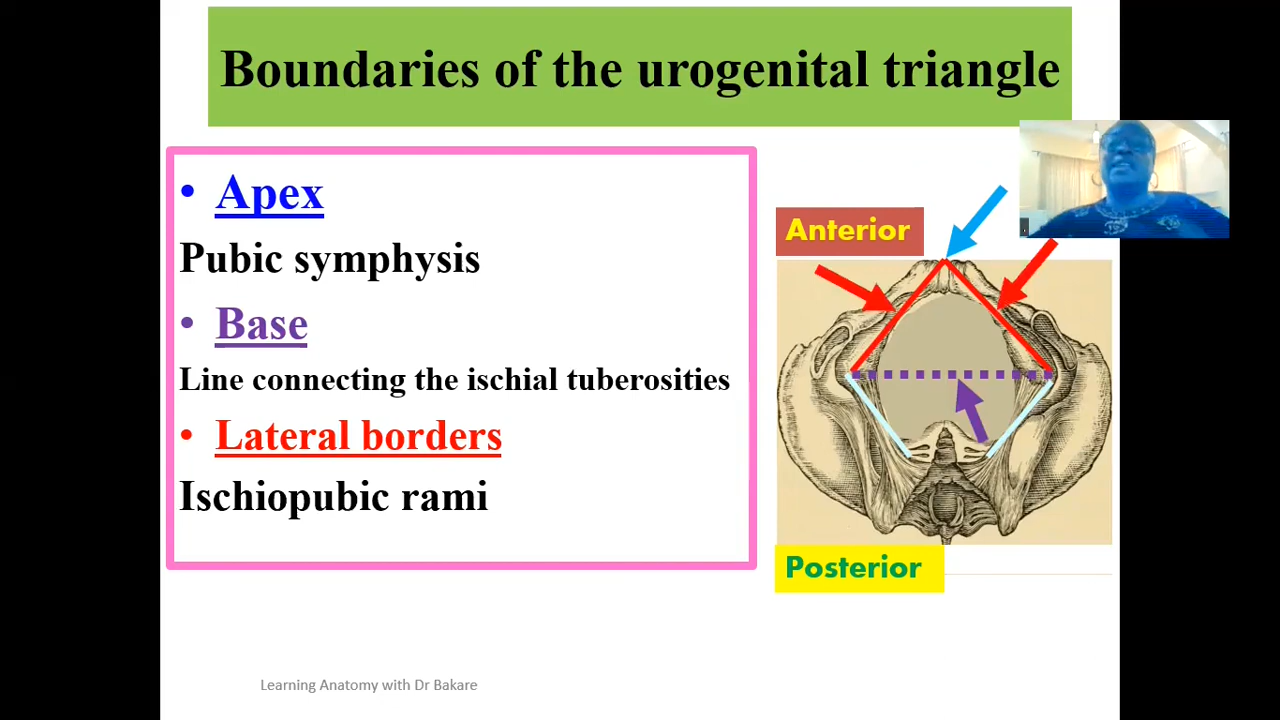 Boundaries of the urogenital triangle
• Apex
Pubic symphysis
• Base
Line connecting the ischial tuberosities
• Lateral borders
Ischiopubic rami
Anterior
Posterior
Learning Anatomy with Dr Bakare